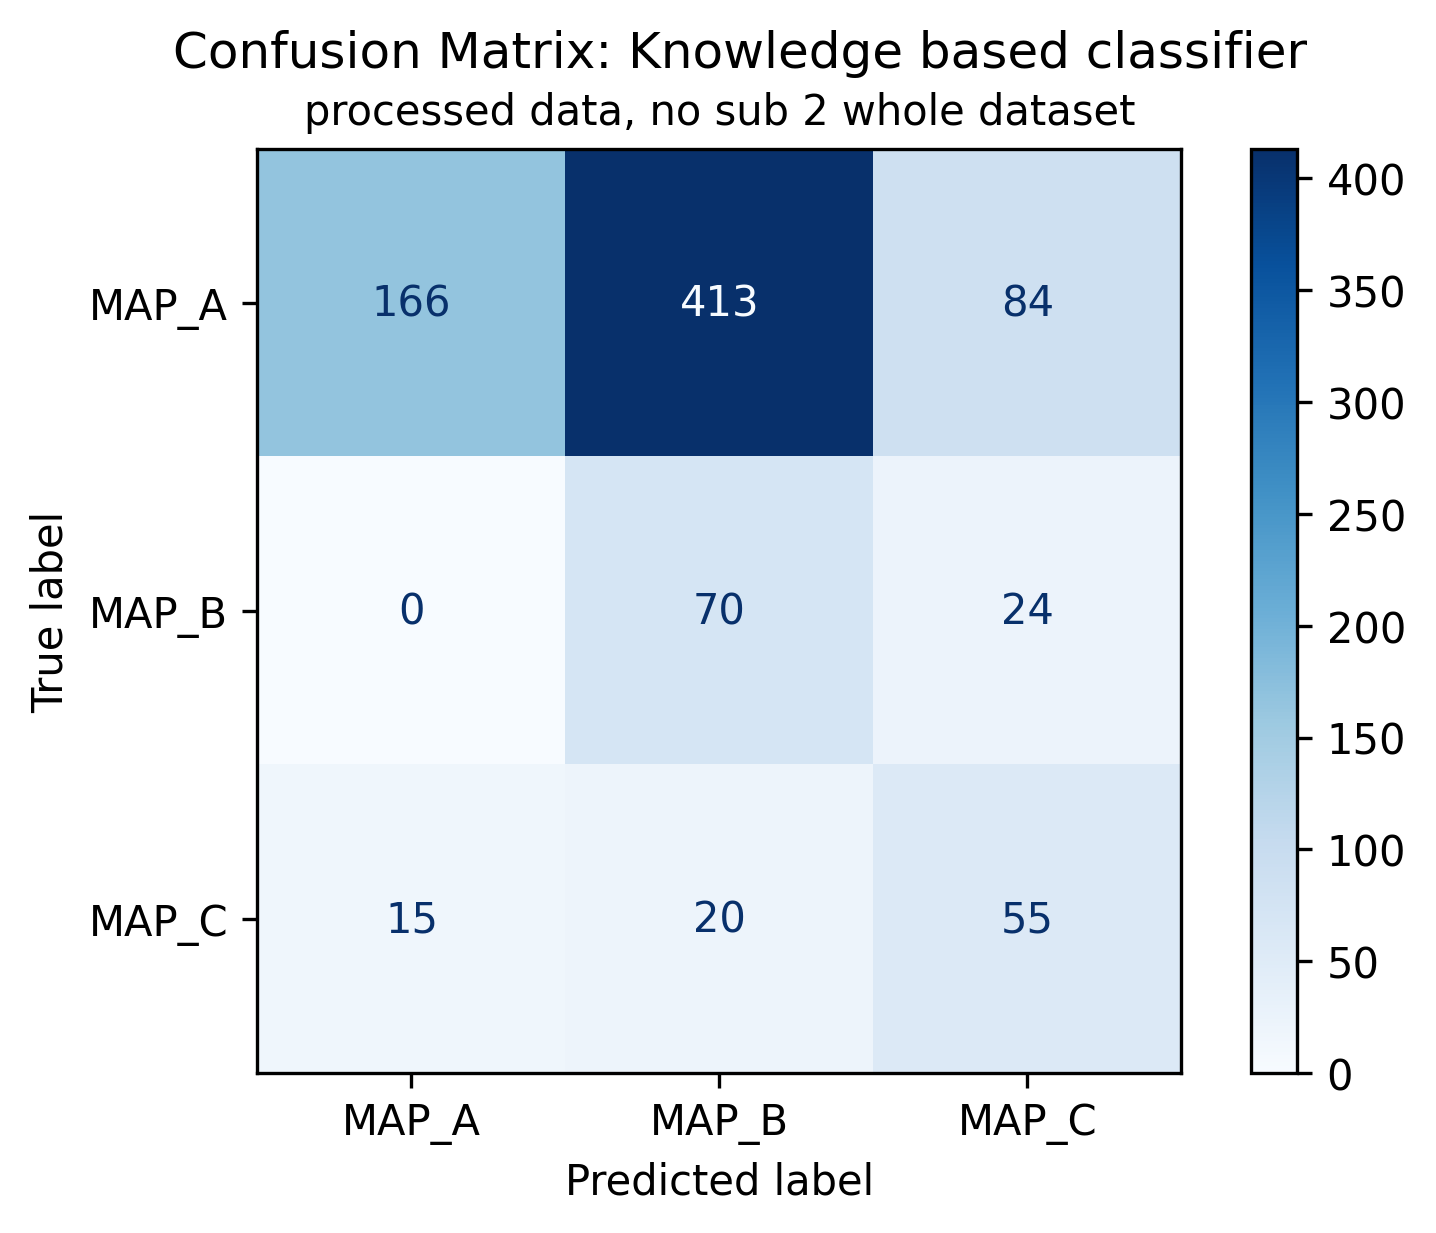 Confusion Matrix: Knowledge based classifier
processed data, no sub 2 whole dataset
MAP_A
166
413
84
True label
MAP_B
0
70
24
MAP_C
15
20
55
MAP_A
MAP_B
MAP_C
Predicted label
400
350
300
250
200
150
100
50
0